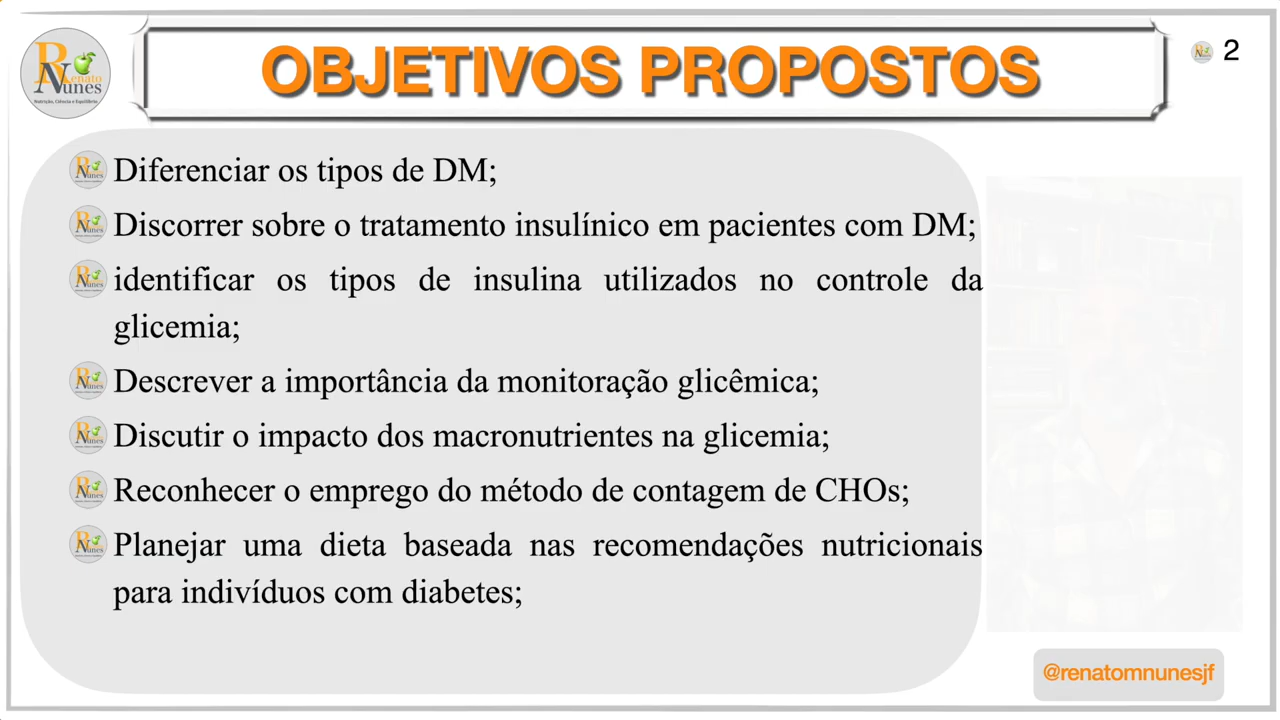 Renato
Nunes
Nutrição, Ciência e Equilíbrio
OBJETIVOS PROPOSTOS
2
Diferenciar os tipos de DM;
Discorrer sobre o tratamento insulínico em pacientes com DM;
identificar os tipos de insulina utilizados no controle da
glicemia;
Descrever a importância da monitoração glicêmica;
Discutir o impacto dos macronutrientes na glicemia;
Reconhecer o emprego do método de contagem de CHOs;
Planejar uma dieta baseada nas recomendações nutricionais
para indivíduos com diabetes;
@renatomnunesjf